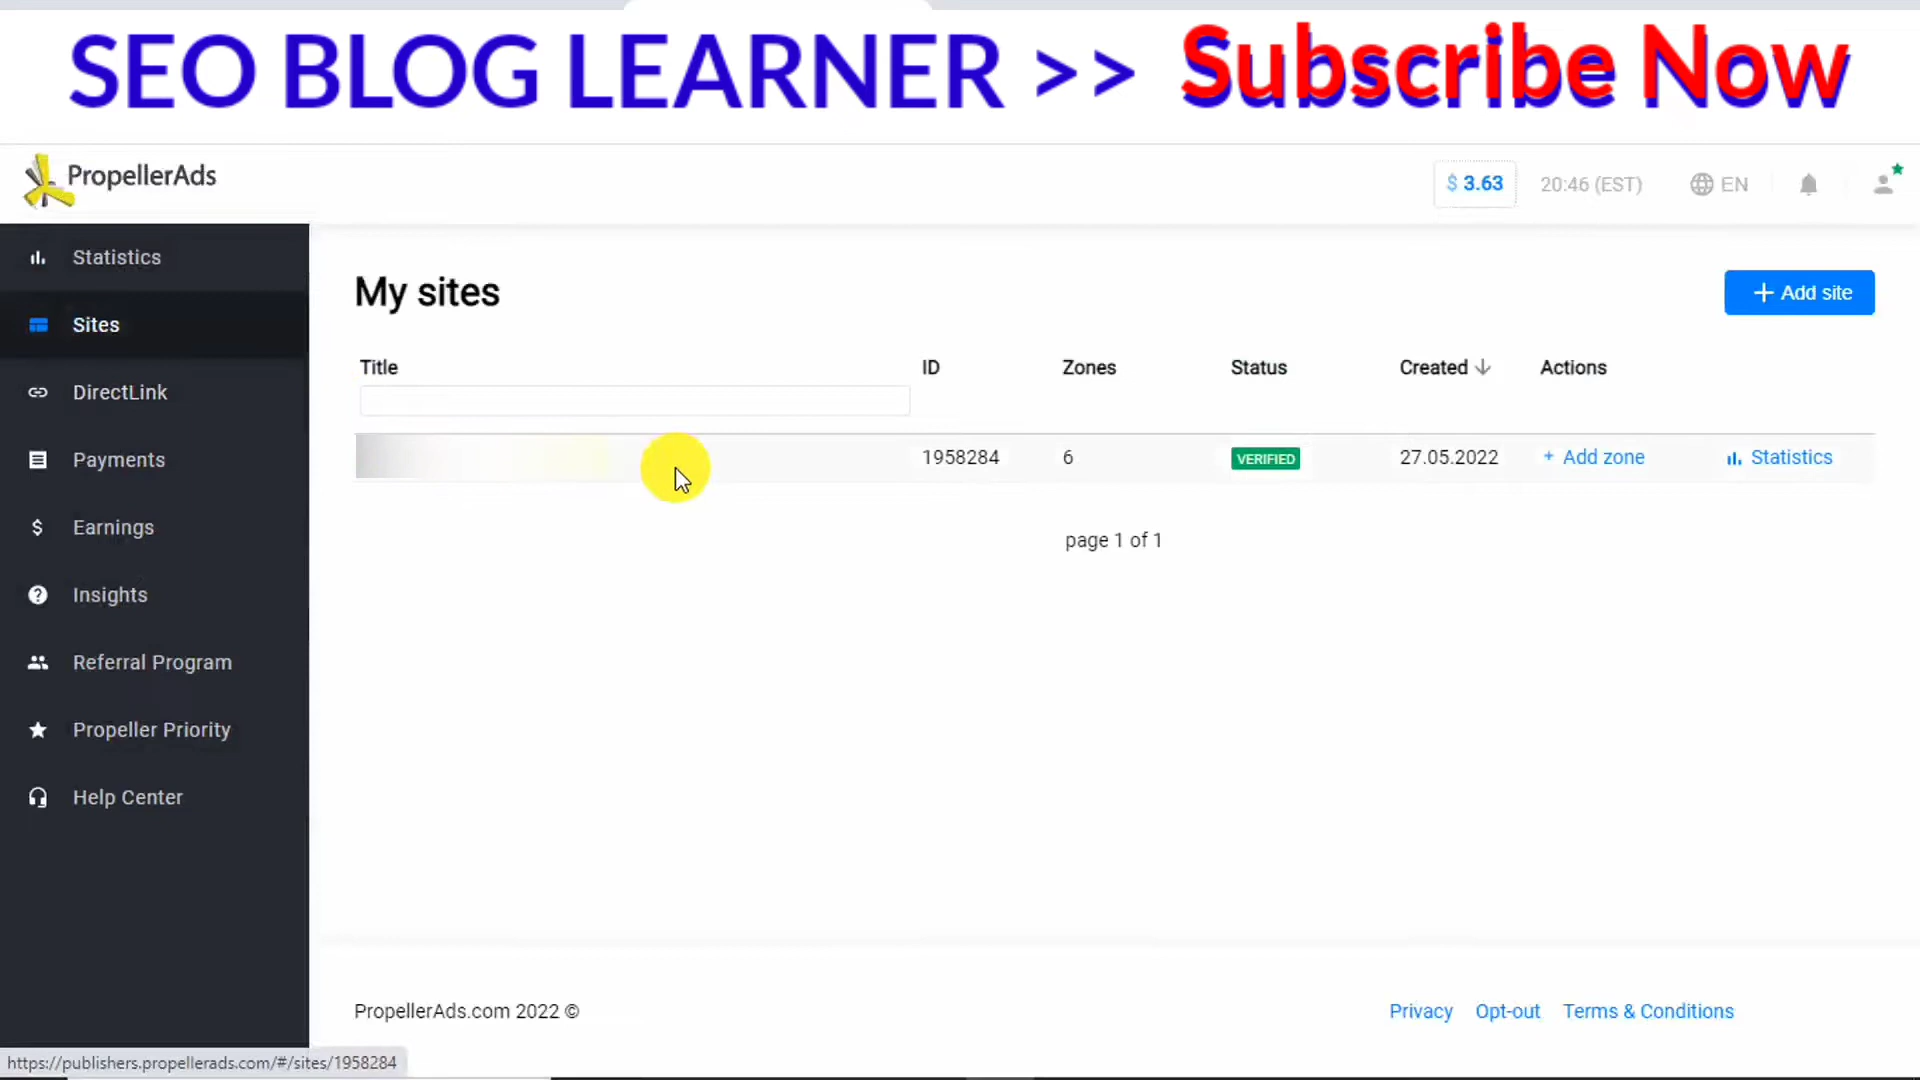 SEO BLOG LEARNER >> Subscribe Now
PropellerAds
$ 3.63
20:46 (EST)
EN
Statistics
Sites
DirectLink
Payments
Earnings
Insights
Referral Program
Propeller Priority
Help Center
My sites
+ Add site
Title ID Zones Status Created ↓ Actions
1958284 6 VERIFIED 27.05.2022 + Add zone Statistics
page 1 of 1
PropellerAds.com 2022 © Privacy Opt-out Terms & Conditions
https://publishers.propellerads.com/#/sites/1958284